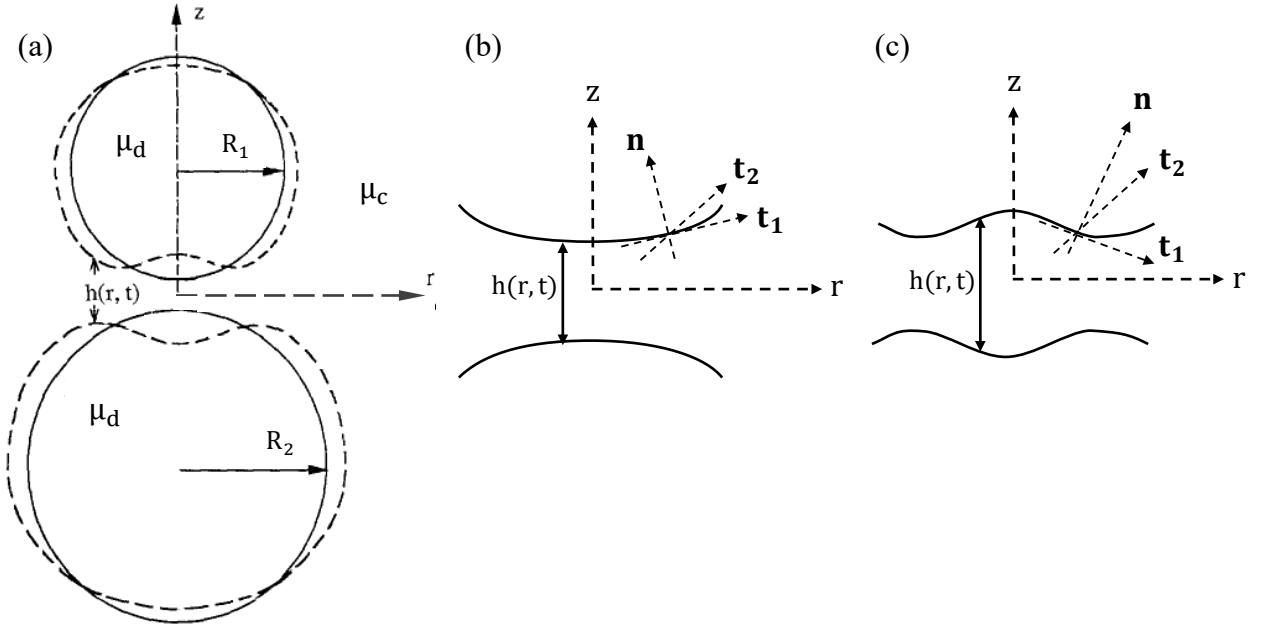 (a)
z
μd
R₁
μc
h(r, t)
r
μd
R₂
(b)
z
n
t₂
t₁
h(r, t)
r
(c)
z
n
t₂
t₁
h(r, t)
r